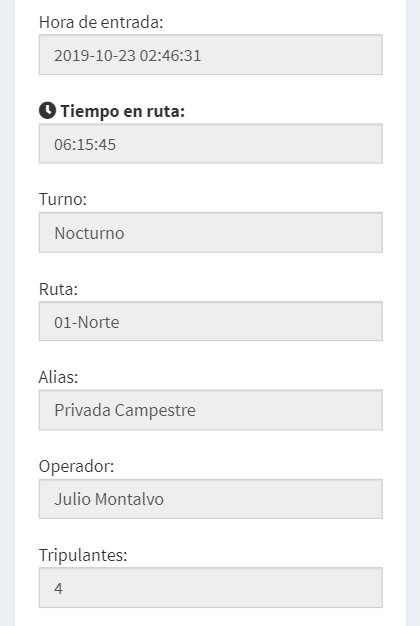 Hora de entrada:
2019-10-23 02:46:31
Tiempo en ruta:
06:15:45
Turno:
Nocturno
Ruta:
01-Norte
Alias:
Privada Campestre
Operador:
Julio Montalvo
Tripulantes:
4